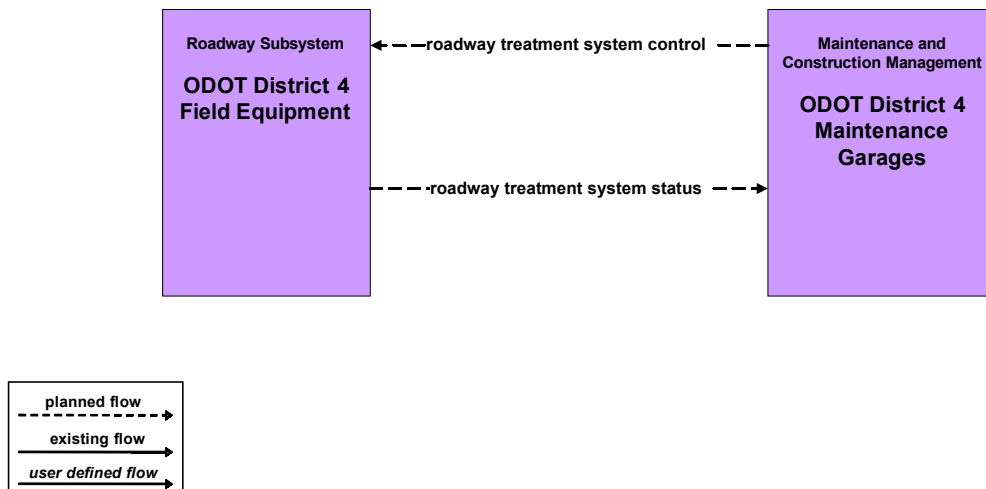 Roadway Subsystem
ODOT District 4
Field Equipment
roadway treatment system control
roadway treatment system status
Maintenance and
Construction Management
ODOT District 4
Maintenance
Garages
planned flow
existing flow
user defined flow